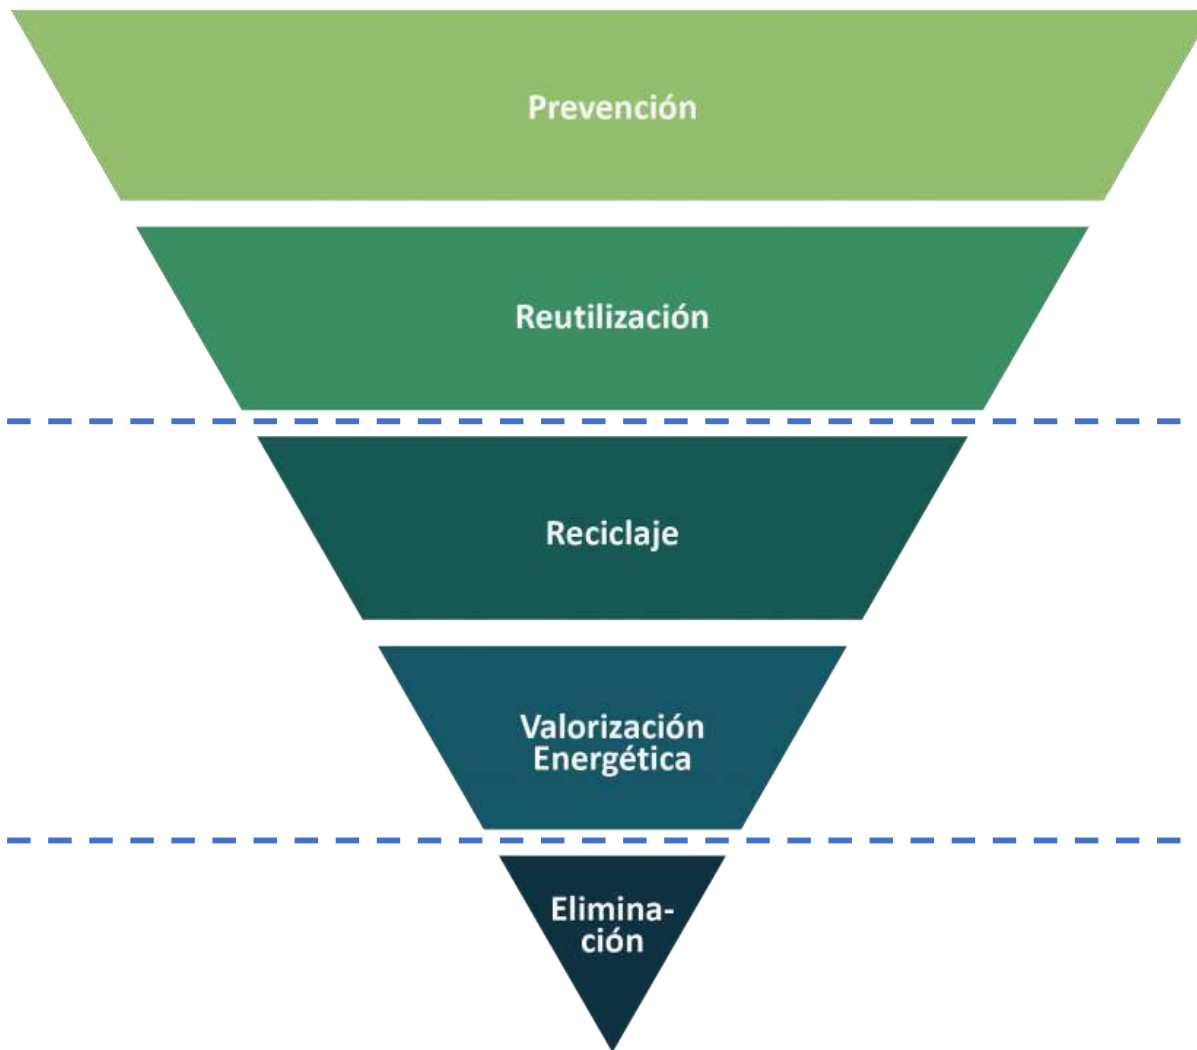 Prevención
Reutilización
Reciclaje
Valorización
Energética
Elimina-
ción